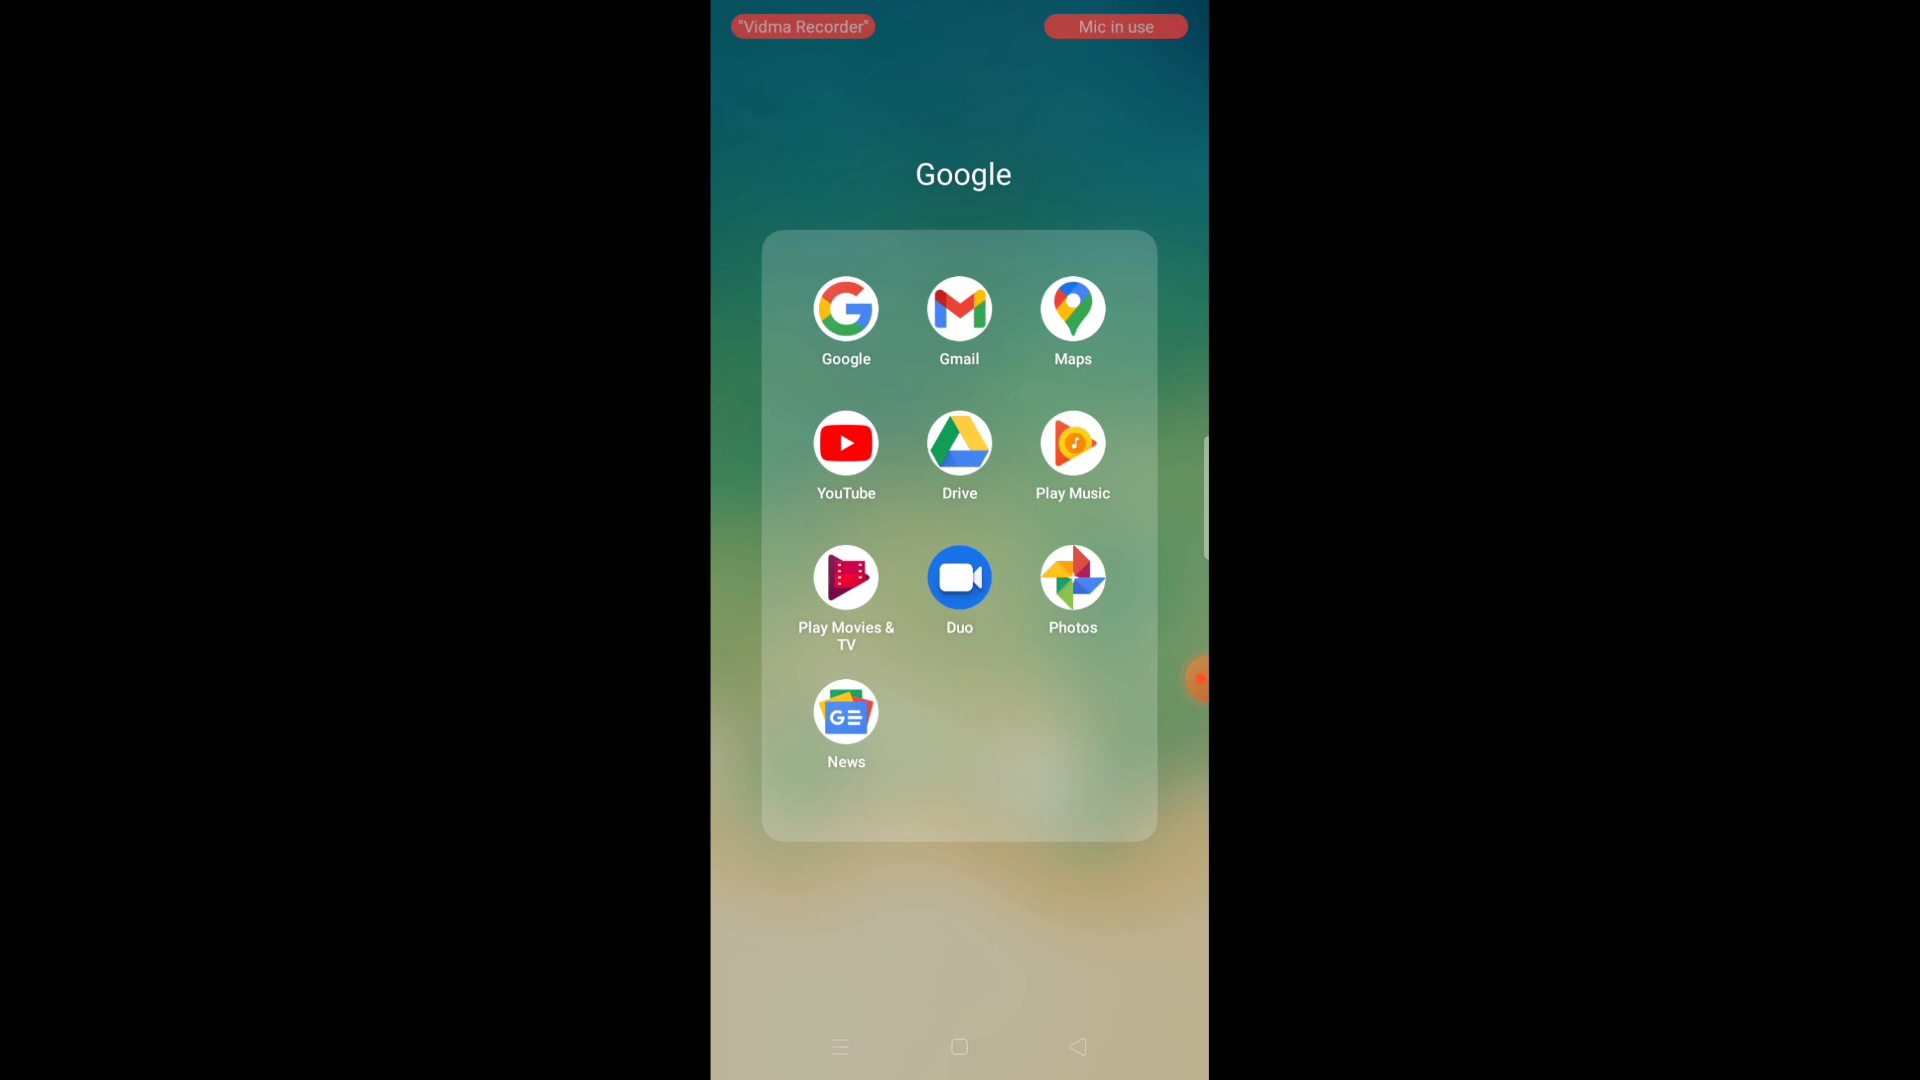 "Vidma Recorder"
Mic in use
Google
Google
Gmail
Maps
YouTube
Drive
Play Music
Play Movies &
TV
Duo
Photos
GE
News